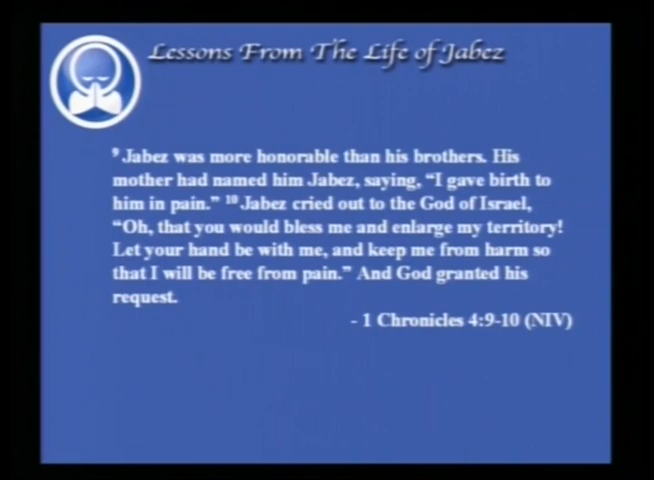 Lessons From The Life of Jabez
⁹ Jabez was more honorable than his brothers. His
mother had named him Jabez, saying, “I gave birth to
him in pain.” ¹⁰ Jabez cried out to the God of Israel,
“Oh, that you would bless me and enlarge my territory!
Let your hand be with me, and keep me from harm so
that I will be free from pain.” And God granted his
request.
- 1 Chronicles 4:9-10 (NIV)